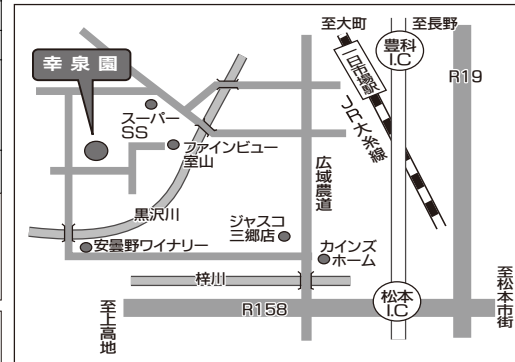 至大町
至長野
幸泉園
一日市場駅
豊科
I.C
R19
スーパー
SS
JR大糸線
ファインビュー
室山
広域農道
黒沢川
ジャスコ
三郷店
安曇野ワイナリー
カインズ
ホーム
梓川
至松本市街
至上高地
R158
松本
I.C